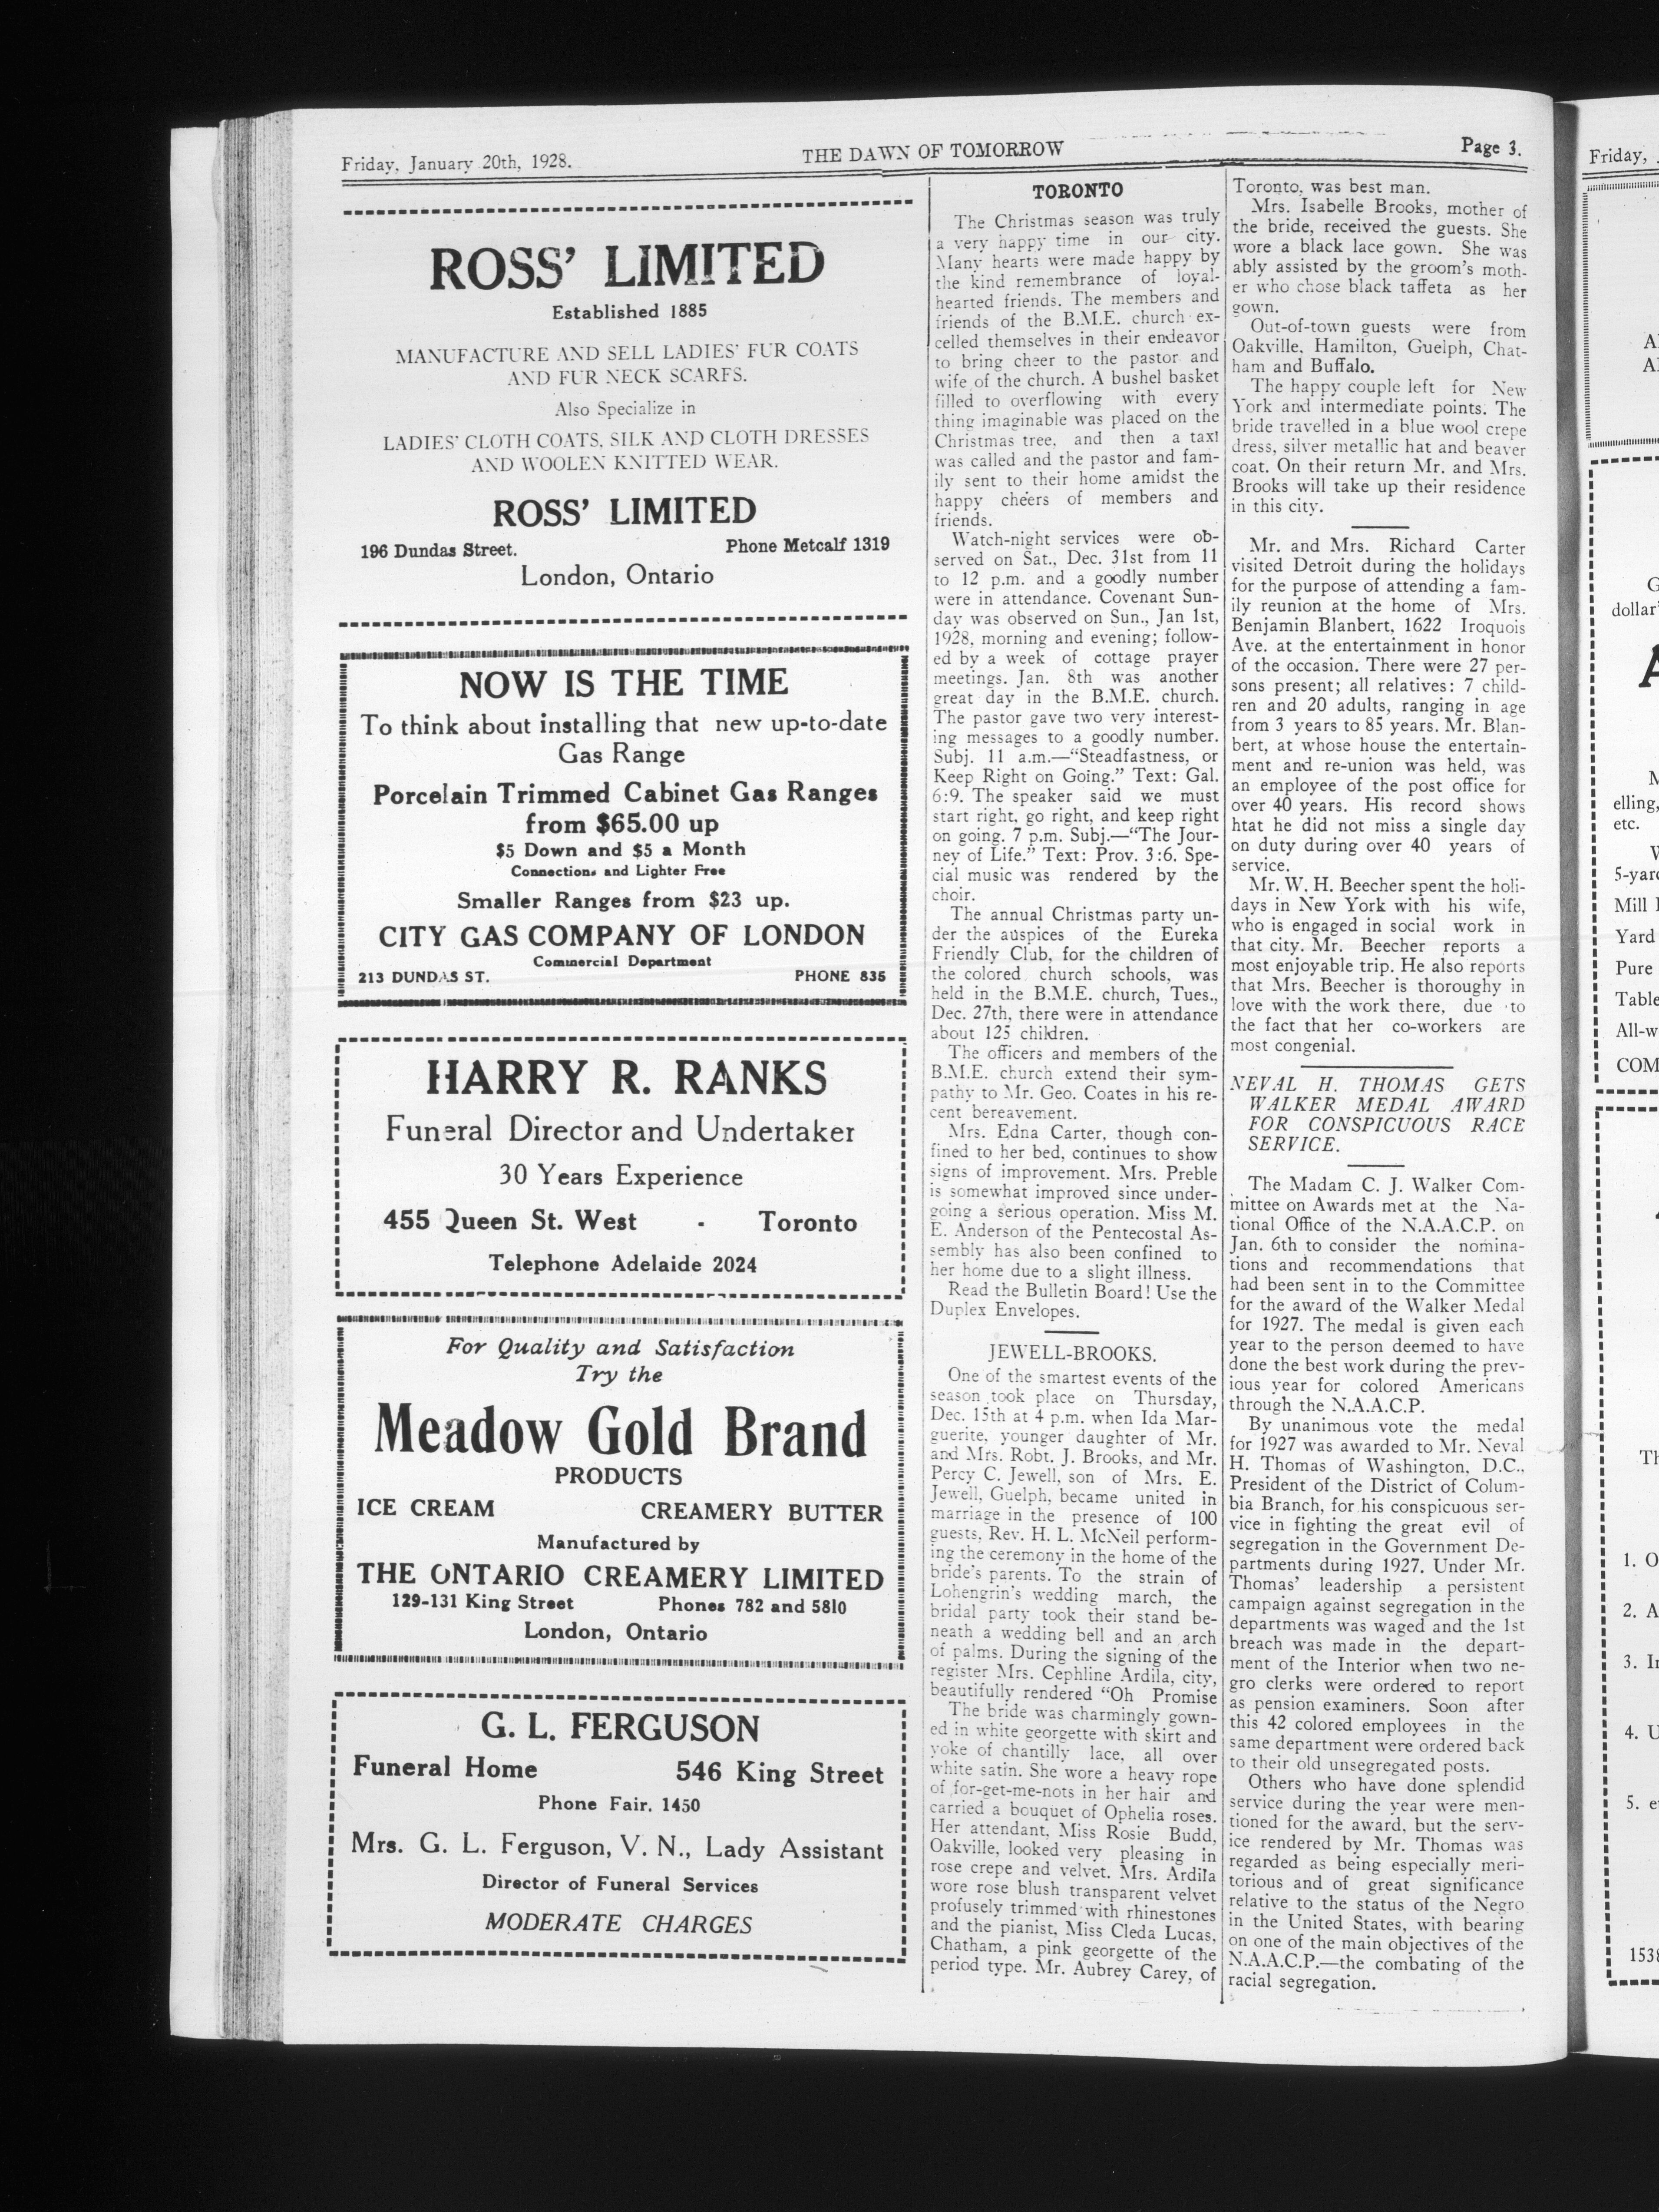 Friday, January 20th, 1928.
THE DAWN OF TOMORROW
Page 3.
ROSS' LIMITED
Established 1885
MANUFACTURE AND SELL LADIES' FUR COATS
AND FUR NECK SCARFS.
Also Specialize in
LADIES' CLOTH COATS, SILK AND CLOTH DRESSES
AND WOOLEN KNITTED WEAR.
ROSS' LIMITED
196 Dundas Street.
Phone Metcalf 1319
London, Ontario
NOW IS THE TIME
To think about installing that new up-to-date
Gas Range
Porcelain Trimmed Cabinet Gas Ranges
from $65.00 up
$5 Down and $5 a Month
Connections and Lighter Free
Smaller Ranges from $23 up.
CITY GAS COMPANY OF LONDON
Commercial Department
213 DUNDAS ST.
PHONE 835
HARRY R. RANKS
Funeral Director and Undertaker
30 Years Experience
455 Queen St. West - Toronto
Telephone Adelaide 2024
For Quality and Satisfaction
Try the
Meadow Gold Brand
PRODUCTS
ICE CREAM
CREAMERY BUTTER
Manufactured by
THE ONTARIO CREAMERY LIMITED
129-131 King Street
Phones 782 and 5810
London, Ontario
G. L. FERGUSON
Funeral Home
546 King Street
Phone Fair. 1450
Mrs. G. L. Ferguson, V. N., Lady Assistant
Director of Funeral Services
MODERATE CHARGES
TORONTO
The Christmas season was truly
a very happy time in our city.
Many hearts were made happy by
the kind remembrance of loyal-
hearted friends. The members and
friends of the B.M.E. church ex-
celled themselves in their endeavor
to bring cheer to the pastor and
wife of the church. A bushel basket
filled to overflowing with every
thing imaginable was placed on the
Christmas tree, and then a taxi
was called and the pastor and fam-
ily sent to their home amidst the
happy cheers of members and
friends.
Watch-night services were ob-
served on Sat., Dec. 31st from 11
to 12 p.m. and a goodly number
were in attendance. Covenant Sun-
day was observed on Sun., Jan 1st,
1928, morning and evening; follow-
ed by a week of cottage prayer
meetings. Jan. 8th was another
great day in the B.M.E. church.
The pastor gave two very interest-
ing messages to a goodly number.
Subj. 11 a.m.—"Steadfastness, or
Keep Right on Going." Text: Gal.
6:9. The speaker said we must
start right, go right, and keep right
on going. 7 p.m. Subj.—"The Jour-
ney of Life." Text: Prov. 3:6. Spe-
cial music was rendered by the
choir.
The annual Christmas party un-
der the auspices of the Eureka
Friendly Club, for the children of
the colored church schools, was
held in the B.M.E. church, Tues.,
Dec. 27th, there were in attendance
about 125 children.
The officers and members of the
B.M.E. church extend their sym-
pathy to Mr. Geo. Coates in his re-
cent bereavement.
Mrs. Edna Carter, though con-
fined to her bed, continues to show
signs of improvement. Mrs. Preble
is somewhat improved since under-
going a serious operation. Miss M.
E. Anderson of the Pentecostal As-
sembly has also been confined to
her home due to a slight illness.
Read the Bulletin Board! Use the
Duplex Envelopes.
JEWELL-BROOKS.
One of the smartest events of the
season took place on Thursday,
Dec. 15th at 4 p.m. when Ida Mar-
guerite, younger daughter of Mr.
and Mrs. Robt. J. Brooks, and Mr.
Percy C. Jewell, son of Mrs. E.
Jewell, Guelph, became united in
marriage in the presence of 100
guests, Rev. H. L. McNeil perform-
ing the ceremony in the home of the
bride's parents. To the strain of
Lohengrin's wedding march, the
bridal party took their stand be-
neath a wedding bell and an arch
of palms. During the signing of the
register Mrs. Cephline Ardila, city,
beautifully rendered "Oh Promise
The bride was charmingly gown-
ed in white georgette with skirt and
yoke of chantilly lace, all over
white satin. She wore a heavy rope
of for-get-me-nots in her hair and
carried a bouquet of Ophelia roses.
Her attendant, Miss Rosie Budd,
Oakville, looked very pleasing in
rose crepe and velvet. Mrs. Ardila
wore rose blush transparent velvet
profusely trimmed with rhinestones
and the pianist, Miss Cleda Lucas,
Chatham, a pink georgette of the
period type. Mr. Aubrey Carey, of
Toronto, was best man.
Mrs. Isabelle Brooks, mother of
the bride, received the guests. She
wore a black lace gown. She was
ably assisted by the groom's moth-
er who chose black taffeta as her
gown.
Out-of-town guests were from
Oakville, Hamilton, Guelph, Chat-
ham and Buffalo.
The happy couple left for New
York and intermediate points. The
bride travelled in a blue wool crepe
dress, silver metallic hat and beaver
coat. On their return Mr. and Mrs.
Brooks will take up their residence
in this city.
Mr. and Mrs. Richard Carter
visited Detroit during the holidays
for the purpose of attending a fam-
ily reunion at the home of Mrs.
Benjamin Blanbert, 1622 Iroquois
Ave. at the entertainment in honor
of the occasion. There were 27 per-
sons present; all relatives: 7 child-
ren and 20 adults, ranging in age
from 3 years to 85 years. Mr. Blan-
bert, at whose house the entertain-
ment and re-union was held, was
an employee of the post office for
over 40 years. His record shows
htat he did not miss a single day
on duty during over 40 years of
service.
Mr. W. H. Beecher spent the holi-
days in New York with his wife,
who is engaged in social work in
that city. Mr. Beecher reports a
most enjoyable trip. He also reports
that Mrs. Beecher is thoroughy in
love with the work there, due to
the fact that her co-workers are
most congenial.
NEVAL H. THOMAS GETS
WALKER MEDAL AWARD
FOR CONSPICUOUS RACE
SERVICE.
The Madam C. J. Walker Com-
mittee on Awards met at the Na-
tional Office of the N.A.A.C.P. on
Jan. 6th to consider the nomina-
tions and recommendations that
had been sent in to the Committee
for the award of the Walker Medal
for 1927. The medal is given each
year to the person deemed to have
done the best work during the prev-
ious year for colored Americans
through the N.A.A.C.P.
By unanimous vote the medal
for 1927 was awarded to Mr. Neval
H. Thomas of Washington, D.C.,
President of the District of Colum-
bia Branch, for his conspicuous ser-
vice in fighting the great evil of
segregation in the Government De-
partments during 1927. Under Mr.
Thomas' leadership a persistent
campaign against segregation in the
departments was waged and the 1st
breach was made in the depart-
ment of the Interior when two ne-
gro clerks were ordered to report
as pension examiners. Soon after
this 42 colored employees in the
same department were ordered back
to their old unsegregated posts.
Others who have done splendid
service during the year were men-
tioned for the award, but the serv-
ice rendered by Mr. Thomas was
regarded as being especially meri-
torious and of great significance
relative to the status of the Negro
in the United States, with bearing
on one of the main objectives of the
N.A.A.C.P.—the combating of the
racial segregation.
Friday,
dollar'
elling,
etc.
5-yard
Mill
Yard
Pure
Table
All-w
COM
1.
2.
3.
4.
5.
1538